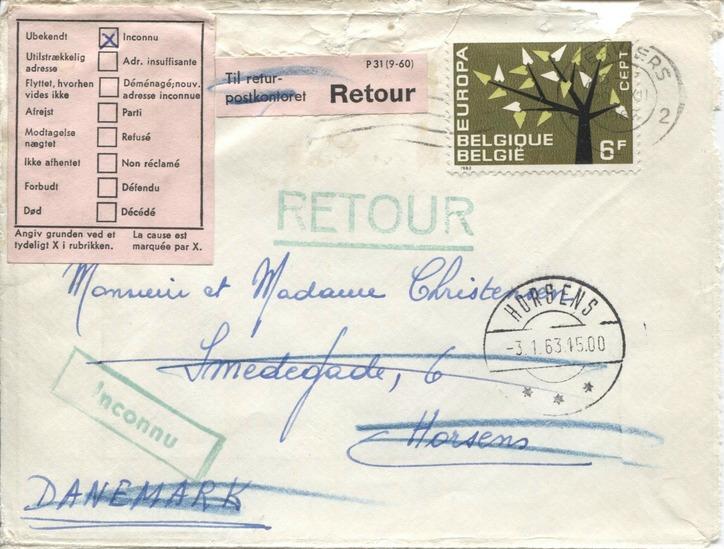 Ubekendt X Inconnu
Utilstrækkelig adresse Adr. insuffisante
Flyttet, hvorhen vides ikke Déménagé; nouv. adresse inconnue
Afrejst Parti
Modtagelse nægtet Refusé
Ikke afhentet Non réclamé
Forbudt Défendu
Død Décédé
Angiv grunden ved et La cause est
tydeligt X i rubrikken. marquée par X.
P 31 (9-60)
Til retur-
postkontoret Retour
EUROPA
CEPT
BELGIQUE
BELGIË 6F
1962
2
RETOUR
Monsieur et Madame Christensen
Smedegade, 6
Horsens
DANEMARK
HORSENS
-3.1.63.15.00
Inconnu